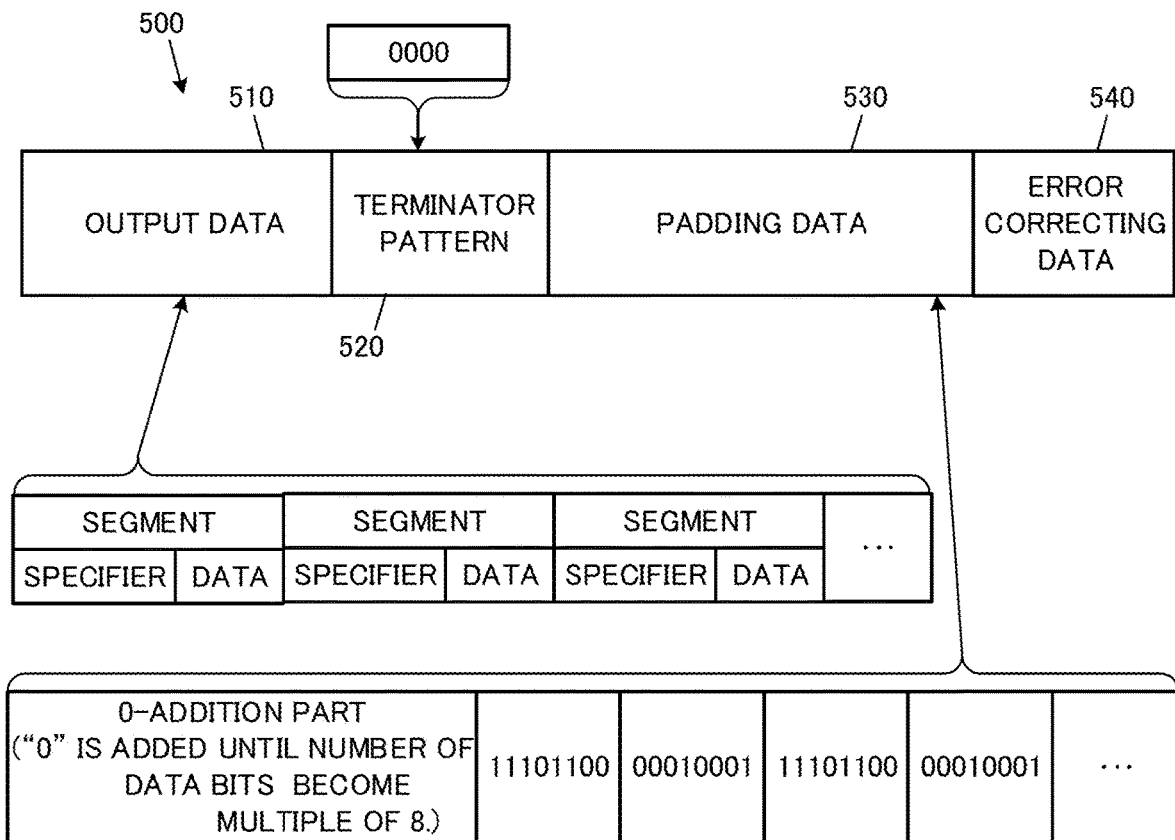 500
0000
510
530
540
OUTPUT DATA
TERMINATOR
PATTERN
PADDING DATA
ERROR
CORRECTING
DATA
520
SEGMENT SEGMENT SEGMENT ...
SPECIFIER DATA SPECIFIER DATA SPECIFIER DATA
0-ADDITION PART
(“0” IS ADDED UNTIL NUMBER OF
DATA BITS BECOME
MULTIPLE OF 8.)
11101100 00010001 11101100 00010001 ...